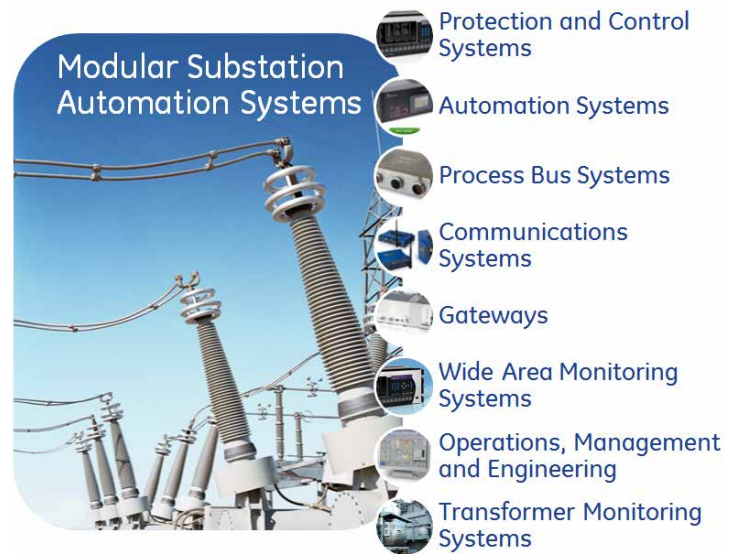 Modular Substation
Automation Systems
Protection and Control
Systems
Automation Systems
Process Bus Systems
Communications
Systems
Gateways
Wide Area Monitoring
Systems
Operations, Management
and Engineering
Transformer Monitoring
Systems